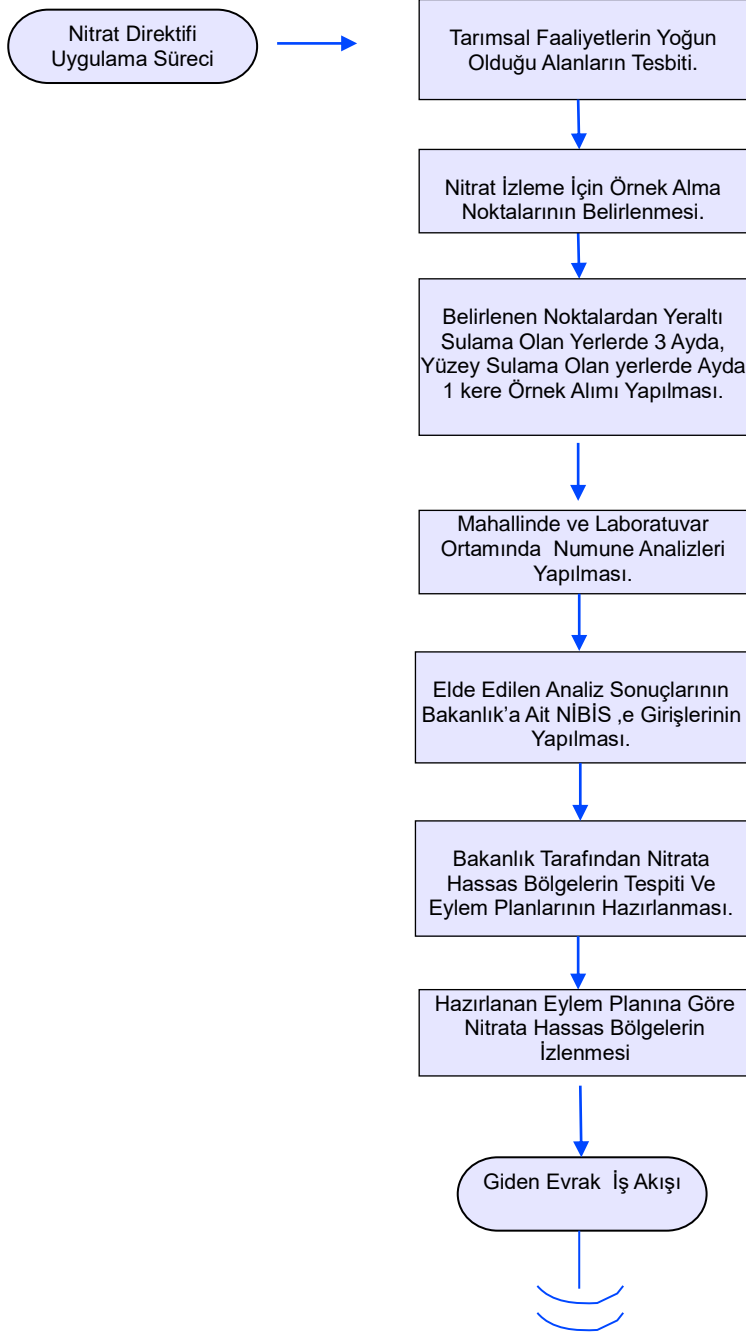 Nitrat Direktifi
Uygulama Süreci
Tarımsal Faaliyetlerin Yoğun
Olduğu Alanların Tesbiti.
Nitrat İzleme İçin Örnek Alma
Noktalarının Belirlenmesi.
Belirlenen Noktalardan Yeraltı
Sulama Olan Yerlerde 3 Ayda,
Yüzey Sulama Olan yerlerde Ayda
1 kere Örnek Alımı Yapılması.
Mahallinde ve Laboratuvar
Ortamında  Numune Analizleri
Yapılması.
Elde Edilen Analiz Sonuçlarının
Bakanlık’a Ait NİBİS ,e Girişlerinin
Yapılması.
Bakanlık Tarafından Nitrata
Hassas Bölgelerin Tespiti Ve
Eylem Planlarının Hazırlanması.
Hazırlanan Eylem Planına Göre
Nitrata Hassas Bölgelerin
İzlenmesi
Giden Evrak  İş Akışı